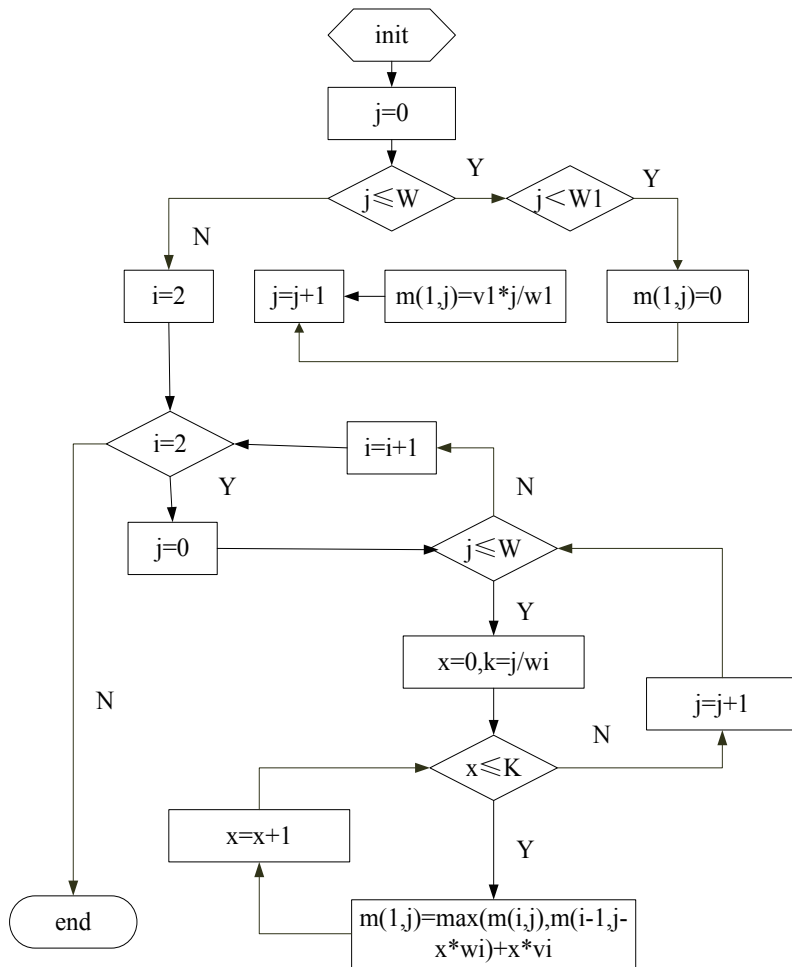 init
j=0
j≤W
Y
j<W1
Y
N
i=2
j=j+1
m(1,j)=v1*j/w1
m(1,j)=0
i=2
i=i+1
N
Y
j=0
j≤W
Y
x=0,k=j/wi
N
j=j+1
N
x≤K
x=x+1
Y
end
m(1,j)=max(m(i,j),m(i-1,j-
x*wi)+x*vi